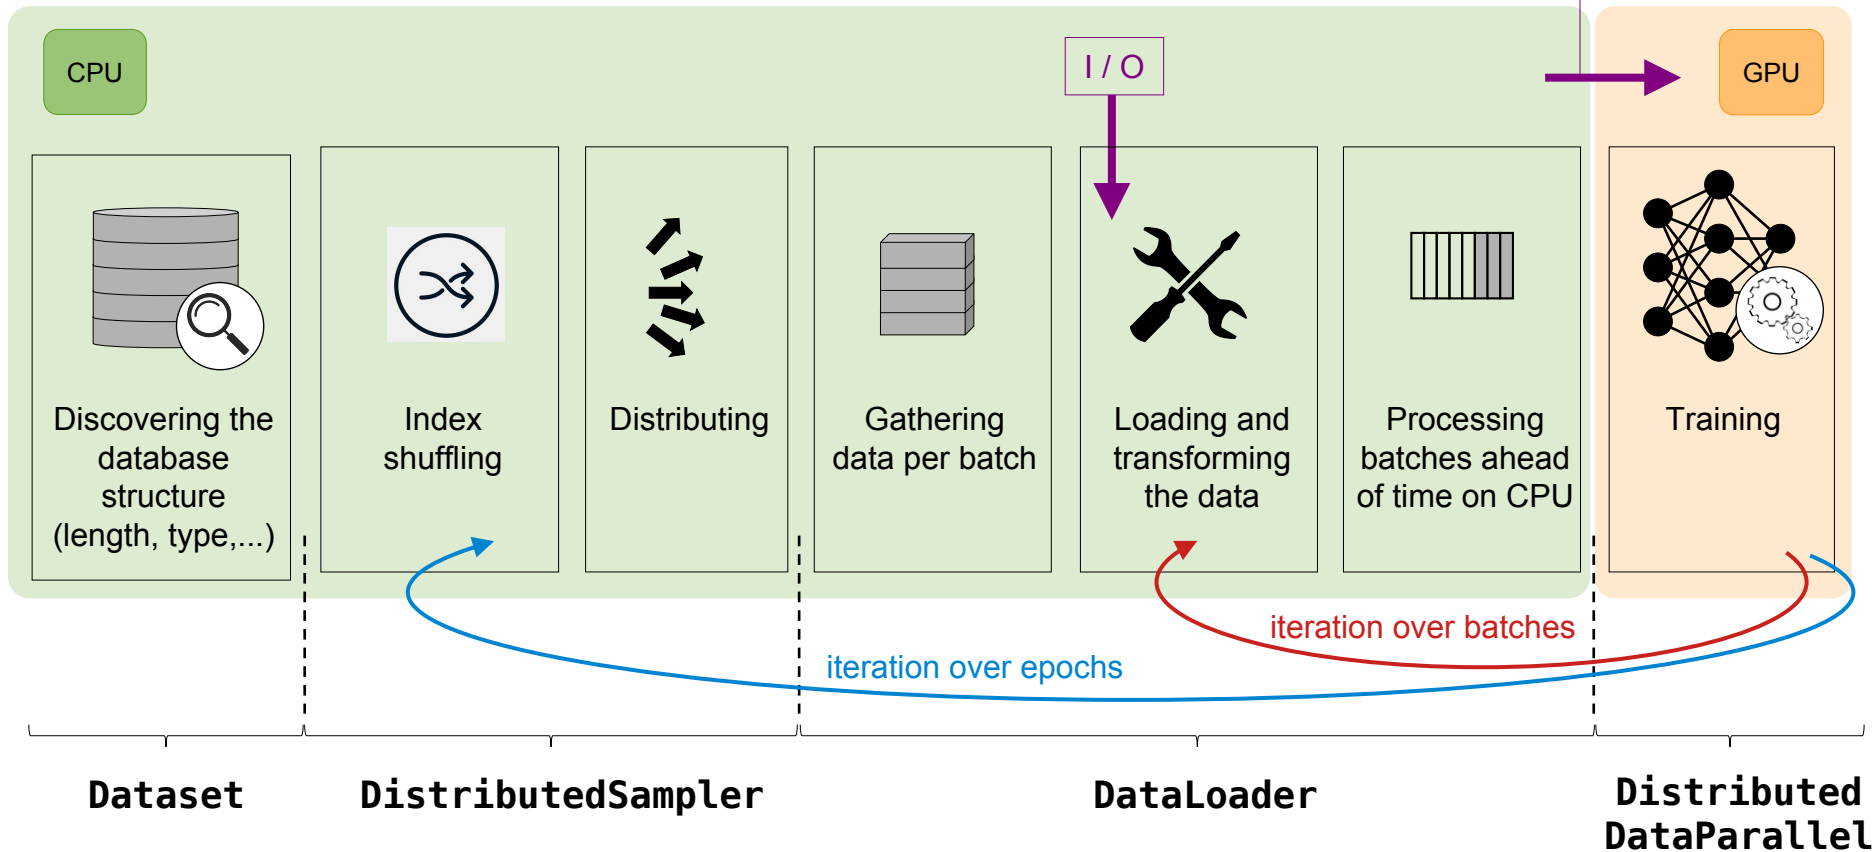 CPU
I / O
GPU
Discovering the
database
structure
(length, type,...)
Index
shuffling
Distributing
Gathering
data per batch
Loading and
transforming
the data
Processing
batches ahead
of time on CPU
Training
iteration over batches
iteration over epochs
Dataset
DistributedSampler
DataLoader
Distributed
DataParallel